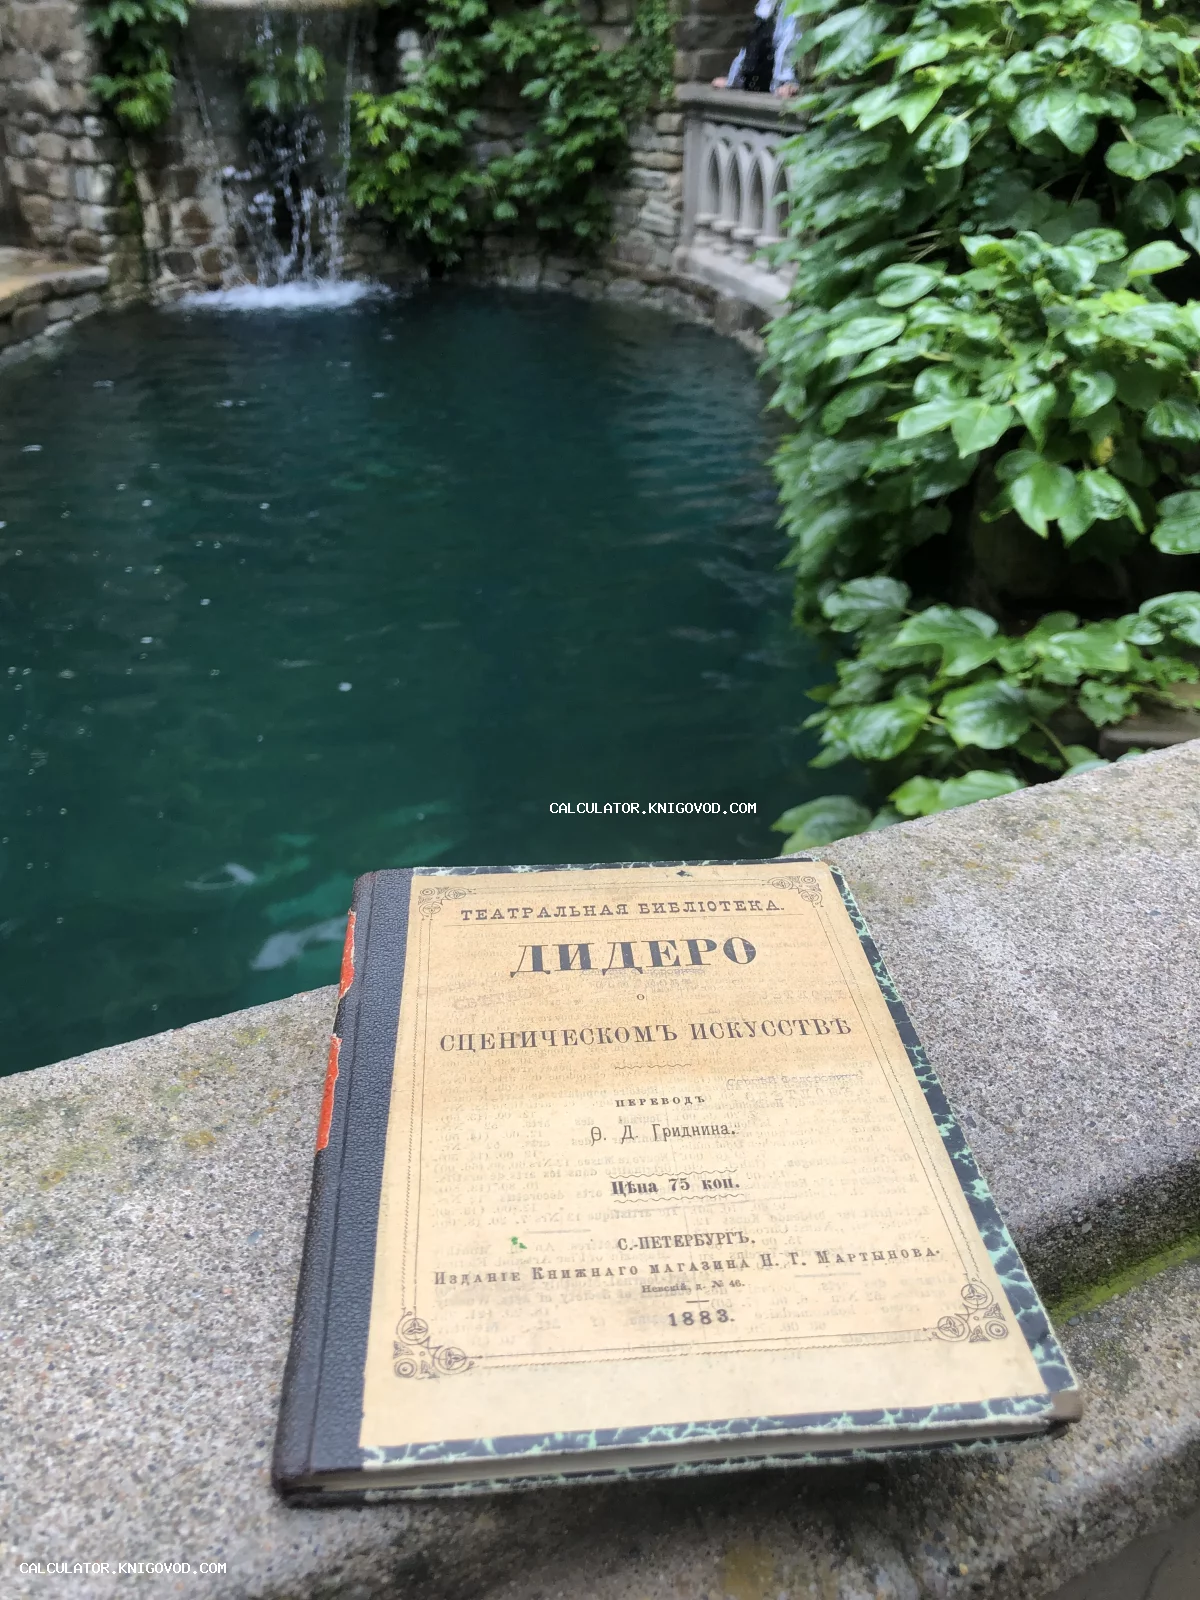 CALCULATOR.KNIGOVOD.COM
ТЕАТРАЛЬНАЯ БИБЛІОТЕКА.
ДИДЕРО
О
СЦЕНИЧЕСКОМЪ ИСКУССТВѢ
ПЕРЕВОДЪ
Ѳ. Д. Гриднина.
Цѣна 75 коп.
С.-ПЕТЕРБУРГЪ.
Изданіе Книжнаго магазина Н. Г. Мартынова.
Невскій, д. № 46.
1883.
CALCULATOR.KNIGOVOD.COM